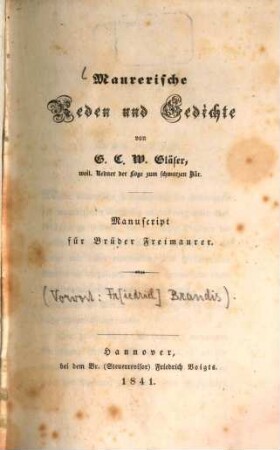 Maurerische
Reden und Gedichte
von
G. C. W. Gläser,
weil. Redner der Loge zum schwarzen Bär.
Manuscript
für Brüder Freimaurer.
(Vorwort: Fr[iedrich] Brandis).
Hannover,
bei dem Br. (Steuerrevisor) Friedrich Voigts.
1841.